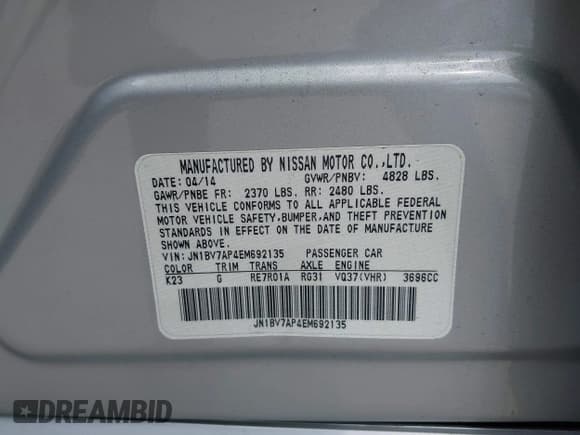 MANUFACTURED BY NISSAN MOTOR CO.,LTD.
DATE: 04/14 GVWR/PNBV: 4828 LBS.
GAWR/PNBE FR: 2370 LBS. RR: 2480 LBS.
THIS VEHICLE CONFORMS TO ALL APPLICABLE FEDERAL
MOTOR VEHICLE SAFETY,BUMPER,AND THEFT PREVENTION
STANDARDS IN EFFECT ON THE DATE OF MANUFACTURE
SHOWN ABOVE.
VIN: JN1BV7AP4EM692135 PASSENGER CAR
COLOR TRIM TRANS AXLE ENGINE
K23 G RE7R01A RG31 VQ37(VHR) 3696CC
JN1BV7AP4EM692135
DREAMBID